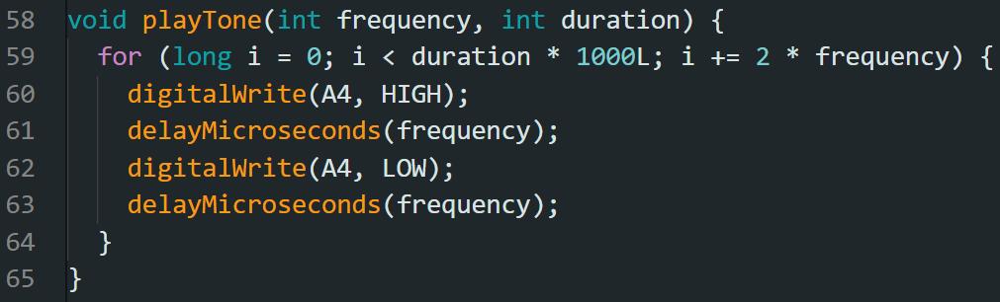 58 void playTone(int frequency, int duration) {
59 for (long i = 0; i < duration * 1000L; i += 2 * frequency) {
60 digitalWrite(A4, HIGH);
61 delayMicroseconds(frequency);
62 digitalWrite(A4, LOW);
63 delayMicroseconds(frequency);
64 }
65 }